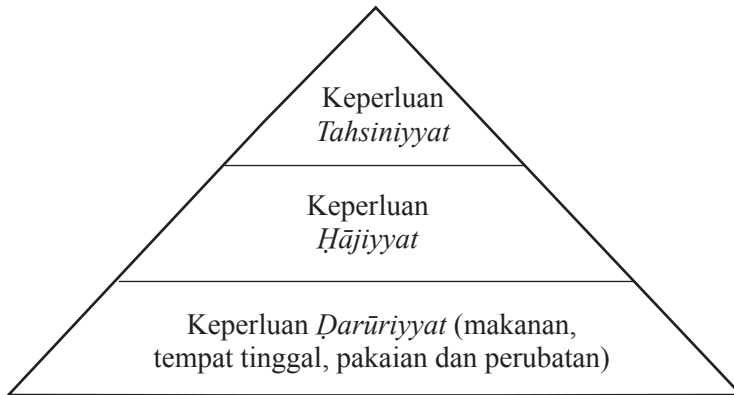 Keperluan
Tahsiniyyat
Keperluan
Ḥājiyyat
Keperluan Ḍarūriyyat (makanan,
tempat tinggal, pakaian dan perubatan)